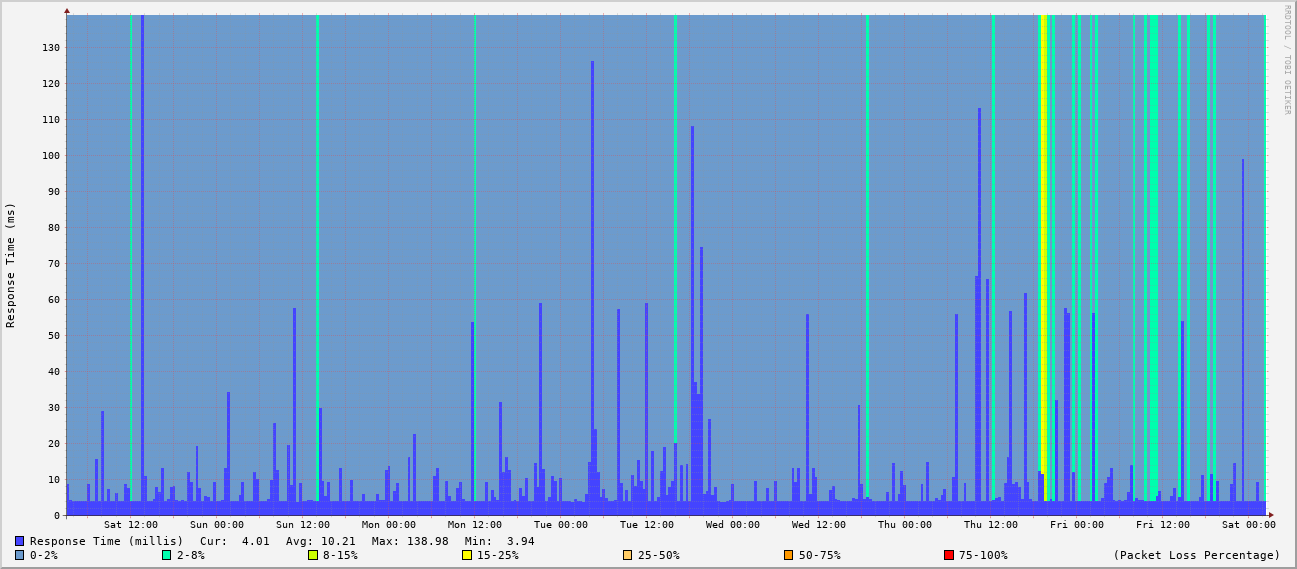 RRDTOOL / TOBI OETIKER
Response Time (ms)
130
120
110
100
90
80
70
60
50
40
30
20
10
0
Sat 12:00 Sun 00:00 Sun 12:00 Mon 00:00 Mon 12:00 Tue 00:00 Tue 12:00 Wed 00:00 Wed 12:00 Thu 00:00 Thu 12:00 Fri 00:00 Fri 12:00 Sat 00:00
Response Time (millis) Cur: 4.01 Avg: 10.21 Max: 138.98 Min: 3.94
0-2% 2-8% 8-15% 15-25% 25-50% 50-75% 75-100% (Packet Loss Percentage)